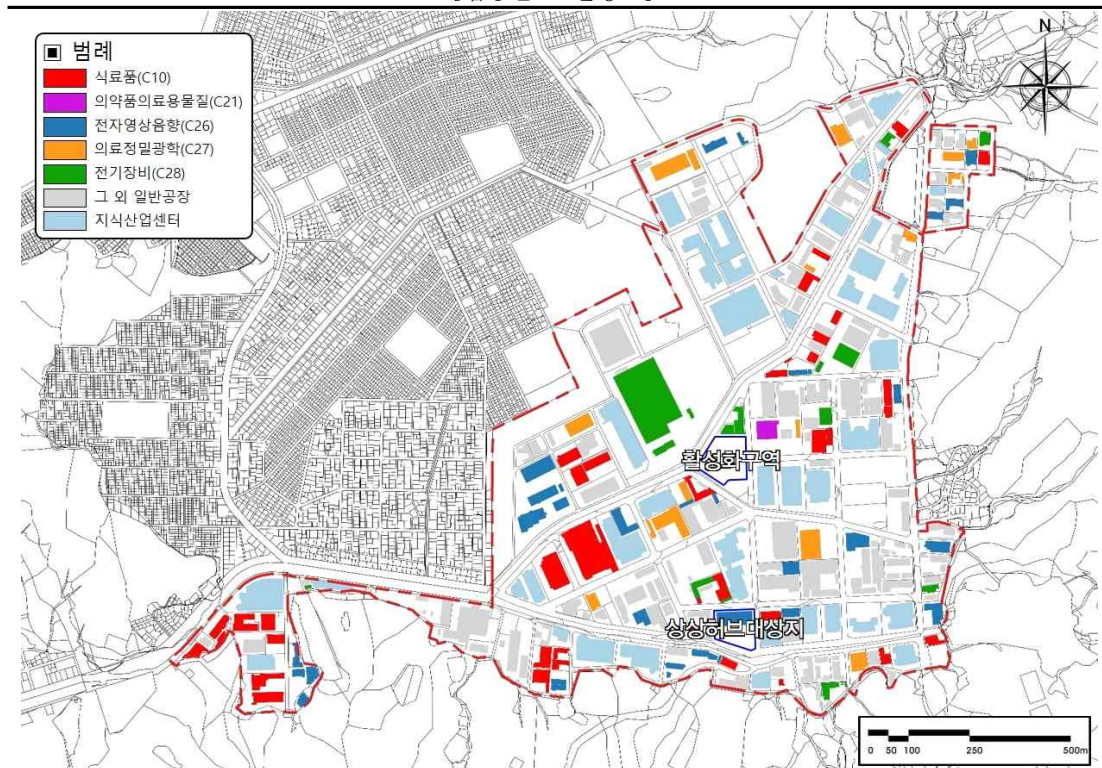 ▣ 범례
식료품(C10)
의약품의료용물질(C21)
전자영상음향(C26)
의료정밀광학(C27)
전기장비(C28)
그 외 일반공장
지식산업센터
N
활성화구역
상상허브대상지
0 50 100 250 500m